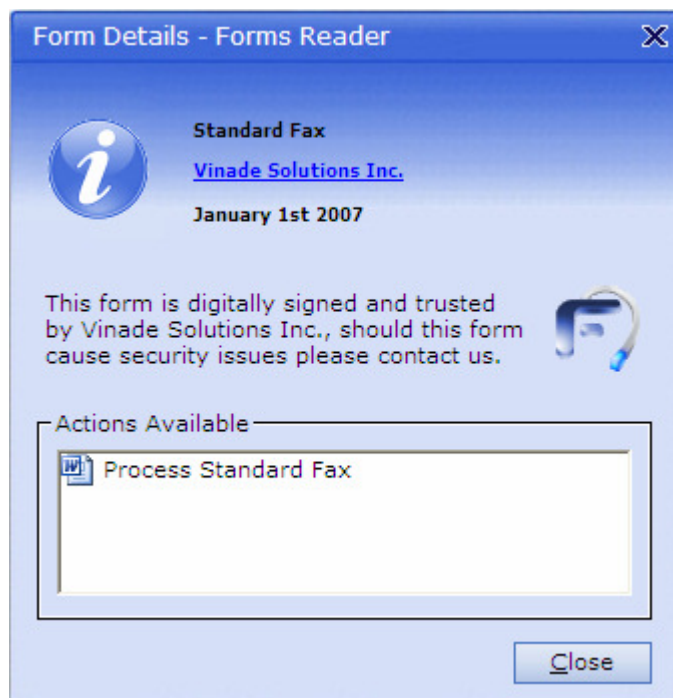 Form Details - Forms Reader
Standard Fax
Vinade Solutions Inc.
January 1st 2007
This form is digitally signed and trusted
by Vinade Solutions Inc., should this form
cause security issues please contact us.
Actions Available
Process Standard Fax
Close